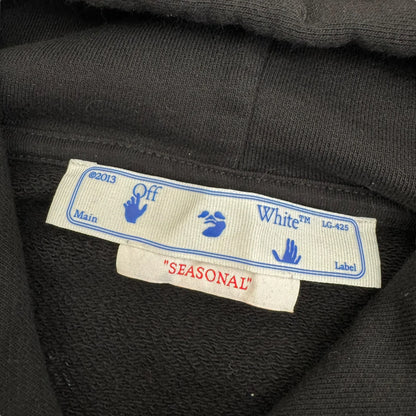 ©2013 Off
White™ LG.425
Main
Label
"SEASONAL"